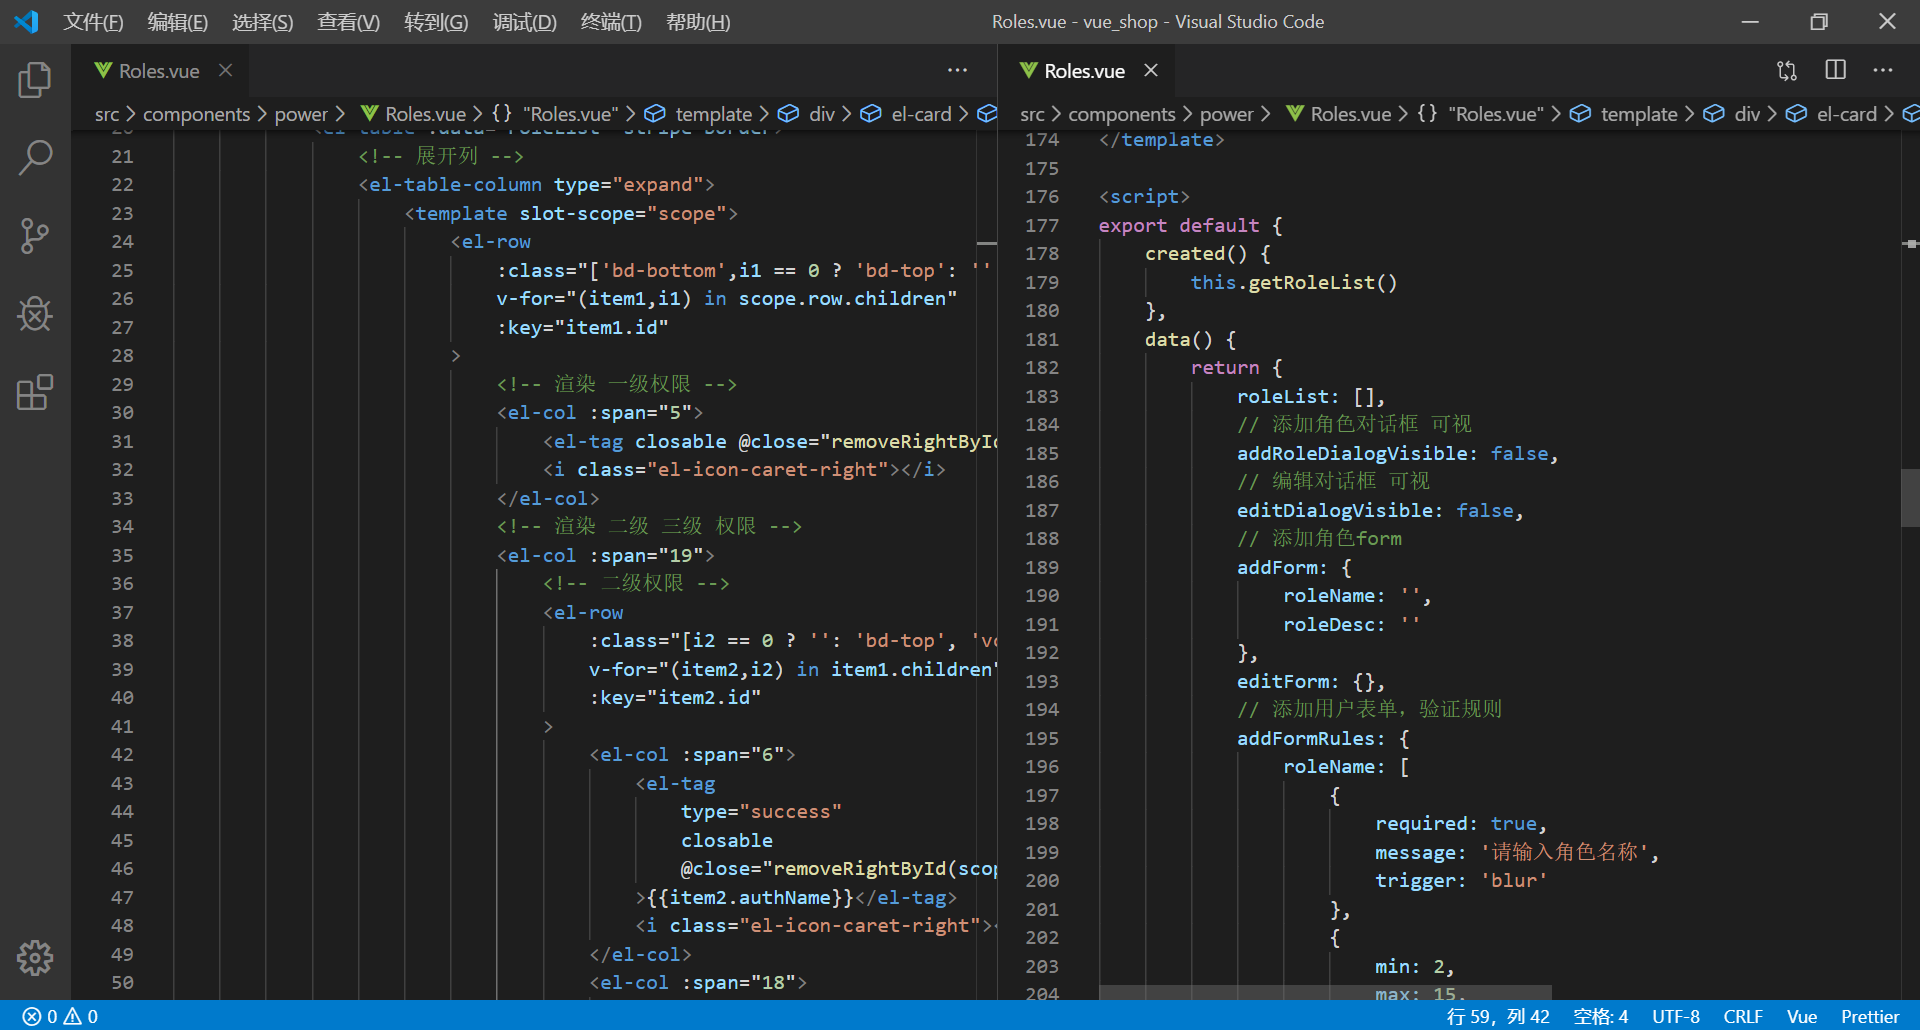 文件(F) 编辑(E) 选择(S) 查看(V) 转到(G) 调试(D) 终端(T) 帮助(H) Roles.vue - vue_shop - Visual Studio Code
Roles.vue
src > components > power > Roles.vue > {} "Roles.vue" > template > div > el-card >
21 <!-- 展开列 -->
22 <el-table-column type="expand">
23 <template slot-scope="scope">
24 <el-row
25 :class="['bd-bottom',i1 == 0 ? 'bd-top': ''
26 v-for="(item1,i1) in scope.row.children"
27 :key="item1.id"
28 >
29 <!-- 渲染 一级权限 -->
30 <el-col :span="5">
31 <el-tag closable @close="removeRightById
32 <i class="el-icon-caret-right"></i>
33 </el-col>
34 <!-- 渲染 二级 三级 权限 -->
35 <el-col :span="19">
36 <!-- 二级权限 -->
37 <el-row
38 :class="[i2 == 0 ? '': 'bd-top', 'vc
39 v-for="(item2,i2) in item1.children"
40 :key="item2.id"
41 >
42 <el-col :span="6">
43 <el-tag
44 type="success"
45 closable
46 @close="removeRightById(scop
47 >{{item2.authName}}</el-tag>
48 <i class="el-icon-caret-right"><
49 </el-col>
50 <el-col :span="18">
Roles.vue
src > components > power > Roles.vue > {} "Roles.vue" > template > div > el-card >
174 </template>
175
176 <script>
177 export default {
178 created() {
179 this.getRoleList()
180 },
181 data() {
182 return {
183 roleList: [],
184 // 添加角色对话框 可视
185 addRoleDialogVisible: false,
186 // 编辑对话框 可视
187 editDialogVisible: false,
188 // 添加角色form
189 addForm: {
190 roleName: '',
191 roleDesc: ''
192 },
193 editForm: {},
194 // 添加用户表单，验证规则
195 addFormRules: {
196 roleName: [
197 {
198 required: true,
199 message: '请输入角色名称',
200 trigger: 'blur'
201 },
202 {
203 min: 2,
204 max: 15,
0 0 行 59，列 42 空格: 4 UTF-8 CRLF Vue Prettier